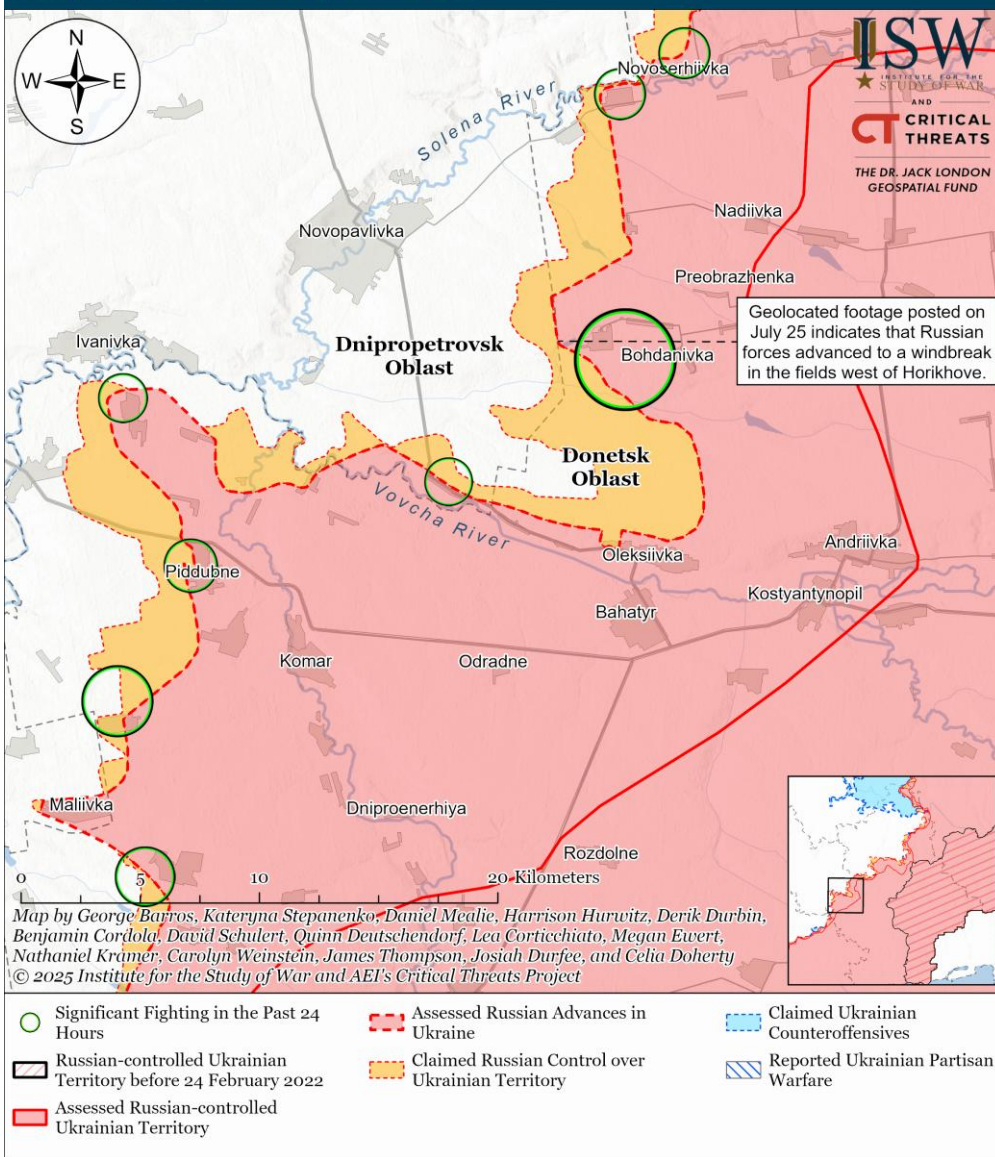 N
W
E
S
ISW
INSTITUTE FOR THE
STUDY OF WAR
AND
CT CRITICAL
THREATS
THE DR. JACK LONDON
GEOSPATIAL FUND
Novoserhiivka
Solena River
Nadiivka
Novopavlivka
Preobrazhenka
Geolocated footage posted on
July 25 indicates that Russian
forces advanced to a windbreak
in the fields west of Horikhove.
Ivanivka
Dnipropetrovsk
Oblast
Bohdanivka
Donetsk
Oblast
Vovcha River
Oleksiivka
Andriivka
Piddubne
Kostyantynopil
Bahatyr
Komar
Odradne
Maliivka
Dniproenerhiya
Rozdolne
0 5 10 20 Kilometers
Map by George Barros, Kateryna Stepanenko, Daniel Mealie, Harrison Hurwitz, Derik Durbin,
Benjamin Cordola, David Schulert, Quinn Deutschendorf, Lea Corticchiato, Megan Ewert,
Nathaniel Kramer, Carolyn Weinstein, James Thompson, Josiah Durfee, and Celia Doherty
© 2025 Institute for the Study of War and AEI's Critical Threats Project
Significant Fighting in the Past 24
Hours
Russian-controlled Ukrainian
Territory before 24 February 2022
Assessed Russian-controlled
Ukrainian Territory
Assessed Russian Advances in
Ukraine
Claimed Russian Control over
Ukrainian Territory
Claimed Ukrainian
Counteroffensives
Reported Ukrainian Partisan
Warfare